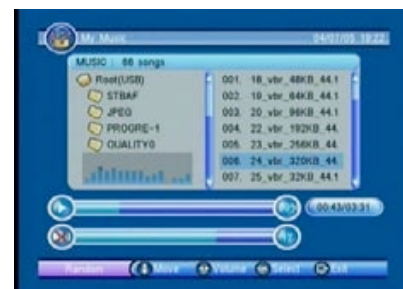 My Music 04/07/05 19:22
MUSIC : 66 songs
Root(USB)
STBAF
JPEG
PROGRE~1
QUALITY0
001. 18_vbr_48KB_44.1
002. 19_vbr_64KB_44.1
003. 20_vbr_96KB_44.1
004. 22_vbr_192KB_44.
005. 23_vbr_256KB_44.
006. 24_vbr_320KB_44.
007. 25_vbr_32KB_44.1
00:43/03:31
Random Move Volume Select Exit